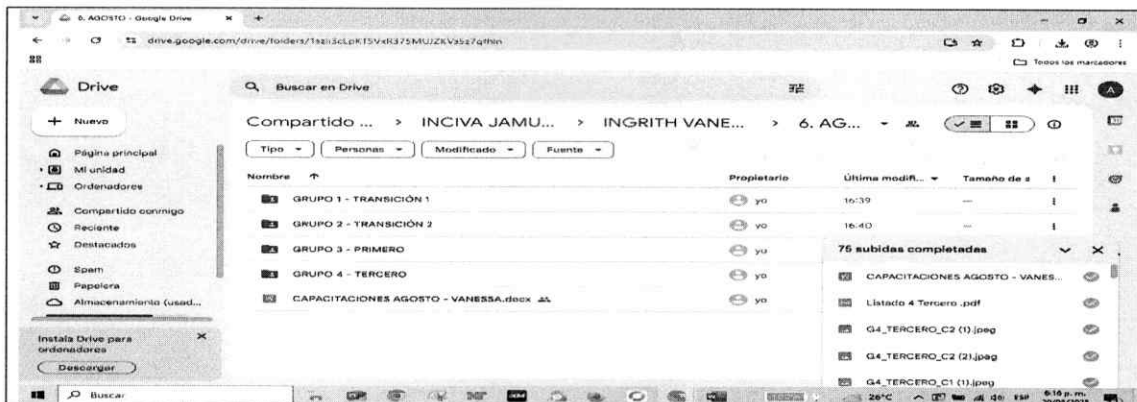 6. AGOSTO - Google Drive
Todos los marcadores
Drive
Buscar en Drive
Nuevo
Compartido ... > INCIVA JAMU... > INGRITH VANE... > 6. AG...
Tipo Personas Modificado Fuente
Página principal
Mi unidad
Ordenadores
Compartido conmigo
Reciente
Destacados
Spam
Papelera
Almacenamiento (usad...
Instala Drive para ordenadores
Descargar
Nombre Propietario Última modifi... Tamaño de a
GRUPO 1 - TRANSICIÓN 1 yo 16:39 —
GRUPO 2 - TRANSICIÓN 2 yo 16:40 —
GRUPO 3 - PRIMERO yo
GRUPO 4 - TERCERO yo
CAPACITACIONES AGOSTO - VANESSA.docx yo
75 subidas completadas
CAPACITACIONES AGOSTO - VANES...
Listado 4 Tercero .pdf
G4_TERCERO_C2 (1).jpeg
G4_TERCERO_C2 (2).jpeg
G4_TERCERO_C1 (1).jpeg
Buscar
26°C
ESP
6:16 p. m.